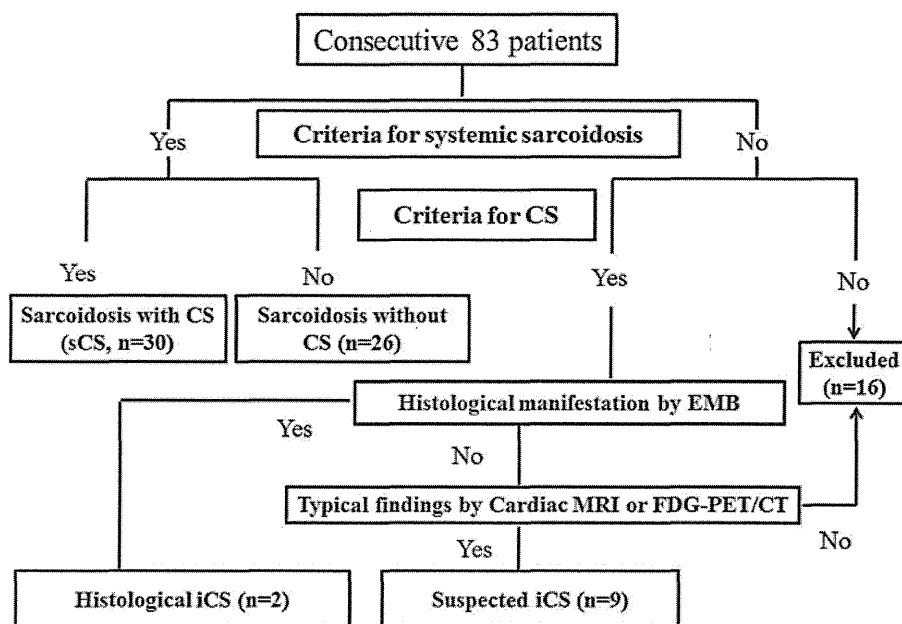 Consecutive 83 patients
Yes
Criteria for systemic sarcoidosis
No
Criteria for CS
Yes
No
Yes
No
Sarcoidosis with CS
(sCS, n=30)
Sarcoidosis without
CS (n=26)
Excluded
(n=16)
Histological manifestation by EMB
Yes
No
Typical findings by Cardiac MRI or FDG-PET/CT
Yes
No
Histological iCS (n=2)
Suspected iCS (n=9)